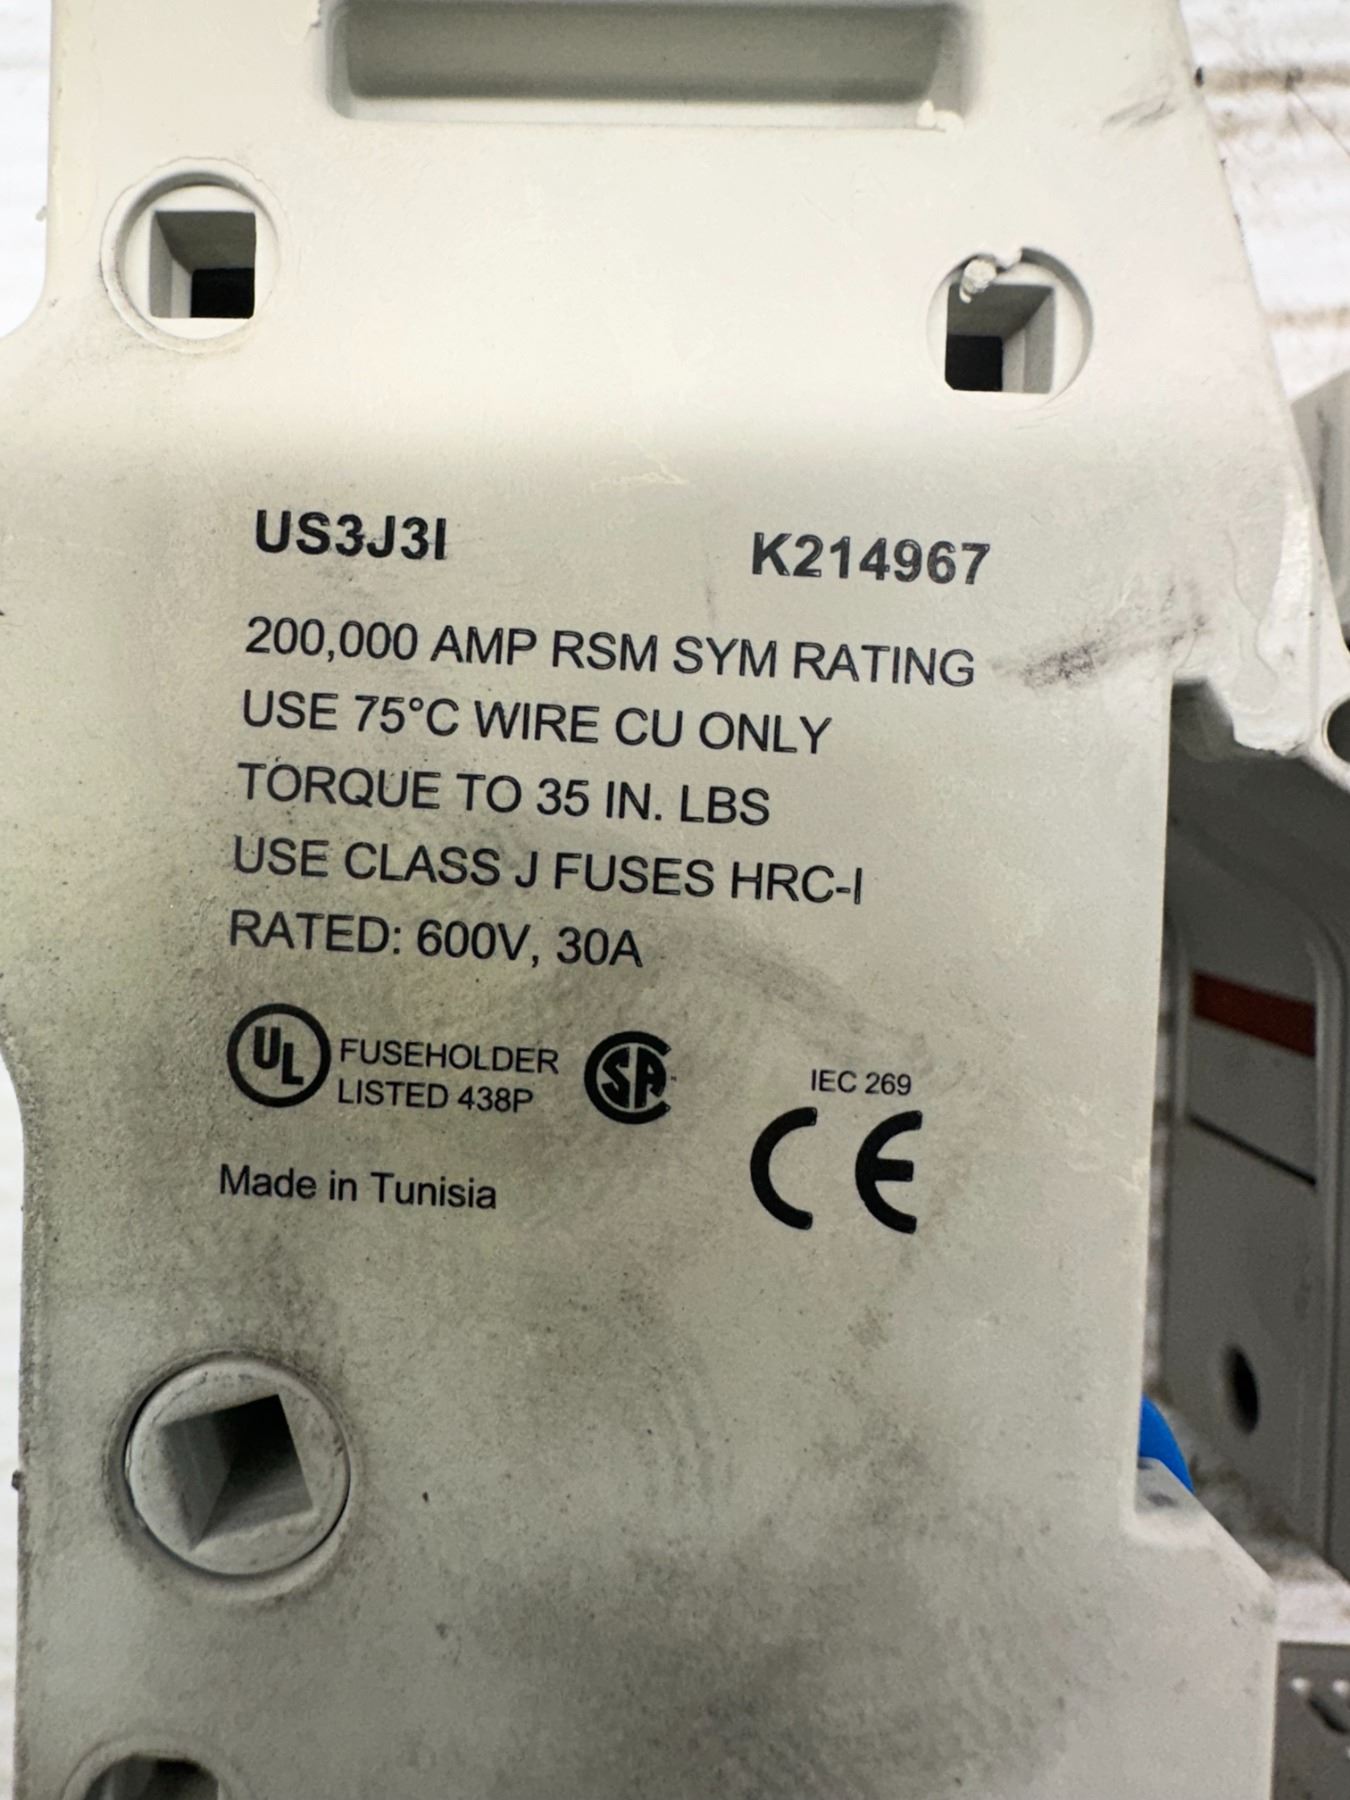 US3J3I K214967
200,000 AMP RSM SYM RATING
USE 75°C WIRE CU ONLY
TORQUE TO 35 IN. LBS
USE CLASS J FUSES HRC-I
RATED: 600V, 30A
UL FUSEHOLDER
LISTED 438P
SA
IEC 269
CE
Made in Tunisia